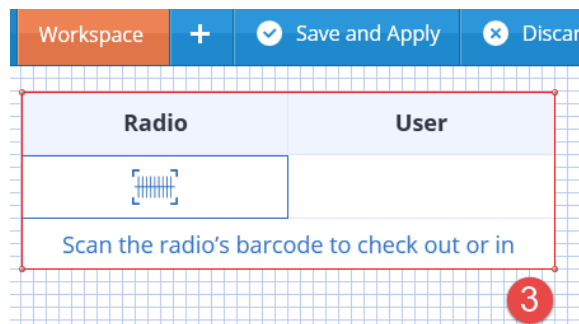 Workspace + Save and Apply Discar
Radio User
Scan the radio's barcode to check out or in
3